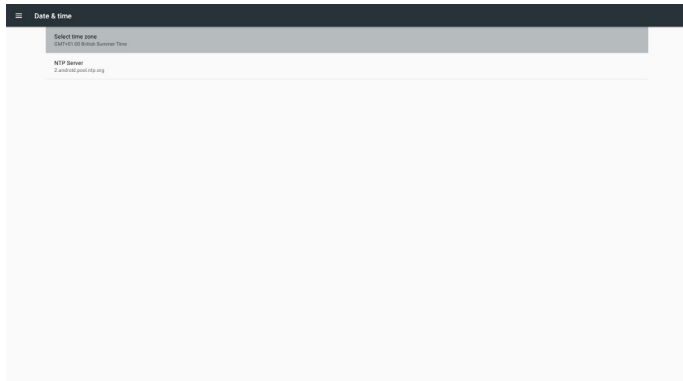 Date & time
Select time zone
GMT+01:00 British Summer Time
NTP Server
2.android.pool.ntp.org